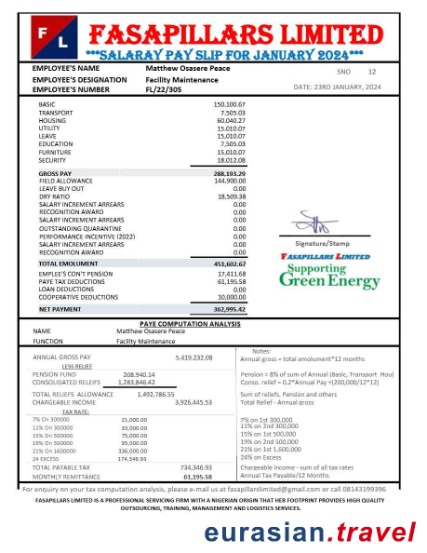 F L
FASAPILLARS LIMITED
***SALARAY PAY SLIP FOR JANUARY 2024***
EMPLOYEE'S NAME Matthew Osasere Peace SNO 12
EMPLOYEE'S DESIGNATION Facility Maintenance
EMPLOYEE'S NUMBER FL/22/305 DATE: 23RD JANUARY, 2024
BASIC 150,100.67
TRANSPORT 7,505.03
HOUSING 60,040.27
UTILITY 15,010.07
LEAVE 15,010.07
EDUCATION 7,505.03
FURNITURE 15,010.07
SECURITY 18,012.08
GROSS PAY 288,193.29
FIELD ALLOWANCE 144,900.00
LEAVE BUY OUT 0.00
DRY RATIO 18,509.38
SALARY INCREMENT ARREARS 0.00
RECOGNITION AWARD 0.00
SALARY INCREMENT ARREARS 0.00
OUTSTANDING QUARANTINE 0.00
PERFORMANCE INCENTIVE (2022) 0.00
SALARY INCREMENT ARREARS 0.00
RECOGNITION AWARD 0.00
Signature/Stamp
FASAPILLARS LIMITED
Supporting
Green Energy
TOTAL EMOLUMENT 451,602.67
EMPLEE'S CON'T PENSION 17,411.68
PAYE TAX DEDUCTIONS 61,195.58
LOAN DEDUCTIONS 0.00
COOPERATIVE DEDUCTIONS 10,000.00
NET PAYMENT 362,995.42
PAYE COMPUTATION ANALYSIS
NAME Matthew Osasere Peace
FUNCTION Facility Maintenance
Notes:
ANNUAL GROSS PAY 5,419,232.08 Annual gross = total emolument*12 months
LESS RELIEF
PENSION FUND 208,940.14 Pension = 8% of sum of Annual (Basic, Transport Hou)
CONSOLIDATED RELEIFS 1,283,846.42 Conso. relief = 0.2*Annual Pay +(200,000/12*12)
TOTAL RELIEFS ALLOWANCE 1,492,786.55 Sum of reliefs, Pension and others
CHARGEABLE INCOME 3,926,445.53 Total Relief - Annual gross
TAX RATE:
7% On 300000 21,000.00 7% on 1st 300,000
11% On 300000 33,000.00 11% on 2nd 300,000
15% On 500000 75,000.00 15% on 1st 500,000
19% On 500000 95,000.00 19% on 2nd 500,000
21% On 1600000 336,000.00 21% on 1st 1,600,000
24 EXCESS 174,346.93 24% on Excess
TOTAL PAYABLE TAX 734,346.93 Chargeable Income - sum of all tax rates
MONTHLY REMITTANCE 61,195.58 Annual Tax Payable/12 Months
For enquiry on your tax computation analysis, please e-mail us at fasapillarslimited@gmail.com or call 08143199396
FASAPILLARS LIMITED IS A PROFESSIONAL SERVICING FIRM WITH A NIGERIAN ORIGIN THAT HER FOOTPRINT PROVIDES HIGH QUALITY
OUTSOURCING, TRAINING, MANAGEMENT AND LOGISTICS SERVICES.
eurasian.travel